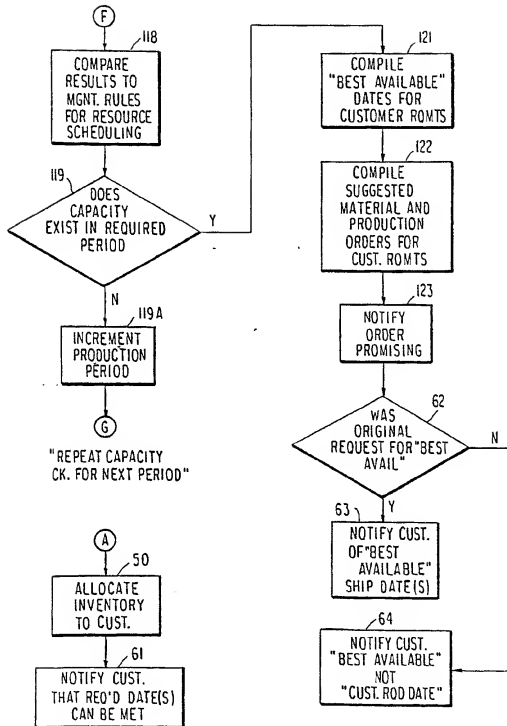 F
118
COMPARE
RESULTS TO
MGNT. RULES
FOR RESOURCE
SCHEDULING
119
DOES
CAPACITY
EXIST IN REQUIRED
PERIOD
Y
N
119A
INCREMENT
PRODUCTION
PERIOD
G
"REPEAT CAPACITY
CK. FOR NEXT PERIOD"
A
50
ALLOCATE
INVENTORY
TO CUST.
61
NOTIFY CUST.
THAT REQ'D DATE(S)
CAN BE MET
121
COMPILE
"BEST AVAILABLE"
DATES FOR
CUSTOMER RQMTS
122
COMPILE
SUGGESTED
MATERIAL AND
PRODUCTION
ORDERS FOR
CUST. RQMTS
123
NOTIFY
ORDER
PROMISING
62
WAS
ORIGINAL
REQUEST FOR "BEST
AVAIL"
N
Y
63
NOTIFY CUST.
OF "BEST
AVAILABLE"
SHIP DATE(S)
64
NOTIFY CUST.
"BEST AVAILABLE"
NOT
"CUST. RQD DATE"